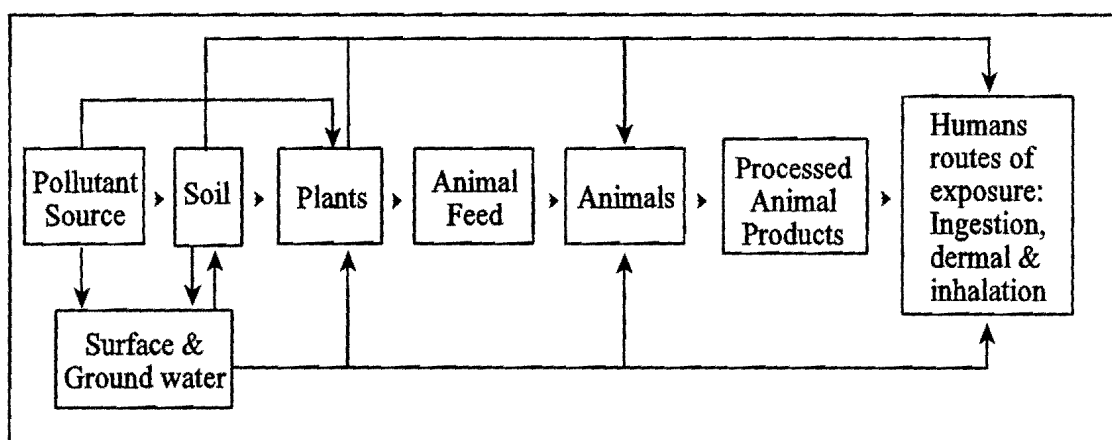 Pollutant
Source
Soil
Plants
Animal
Feed
Animals
Processed
Animal
Products
Humans
routes of
exposure:
Ingestion,
dermal &
inhalation
Surface &
Ground water